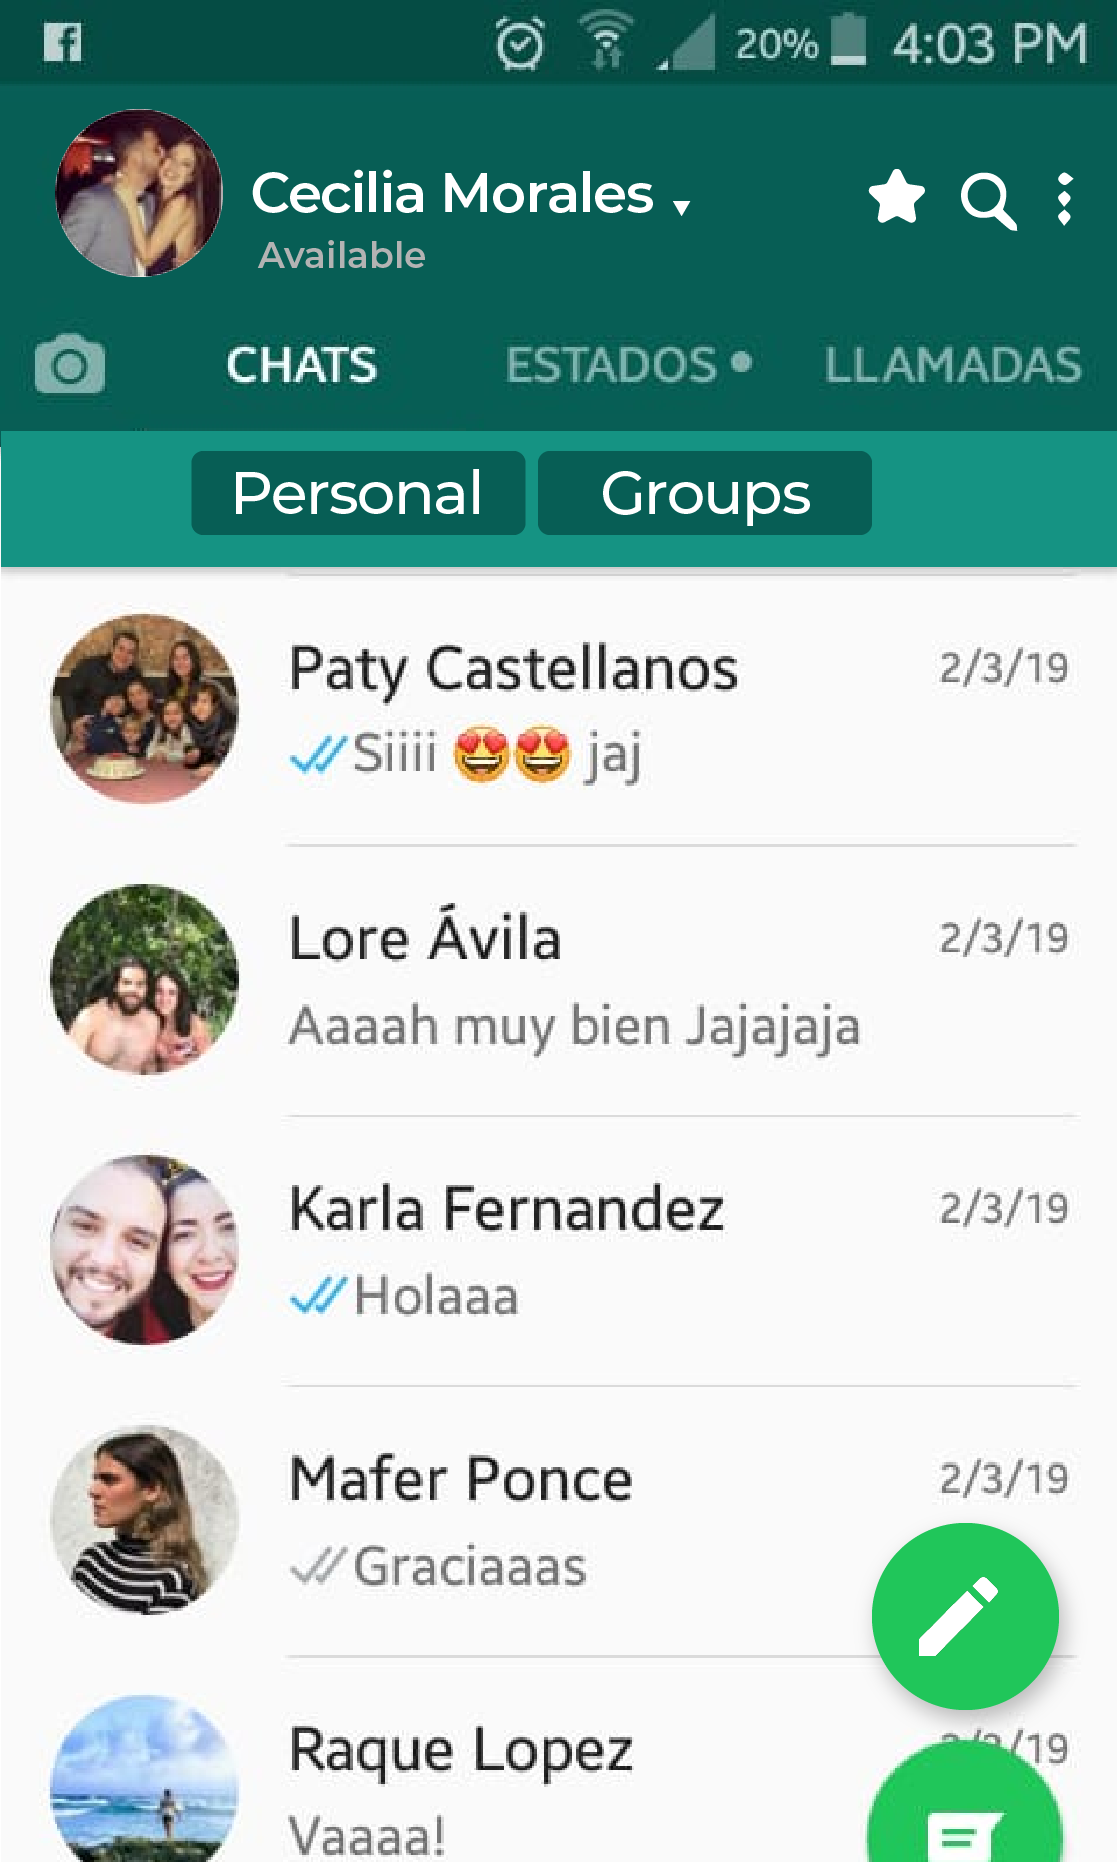 20% 4:03 PM
Cecilia Morales
Available
CHATS ESTADOS LLAMADAS
Personal Groups
Paty Castellanos 2/3/19
Siiii 😍😍 jaj
Lore Ávila 2/3/19
Aaaah muy bien Jajajaja
Karla Fernandez 2/3/19
Holaaa
Mafer Ponce 2/3/19
Graciaaas
Raque Lopez
Vaaaa!